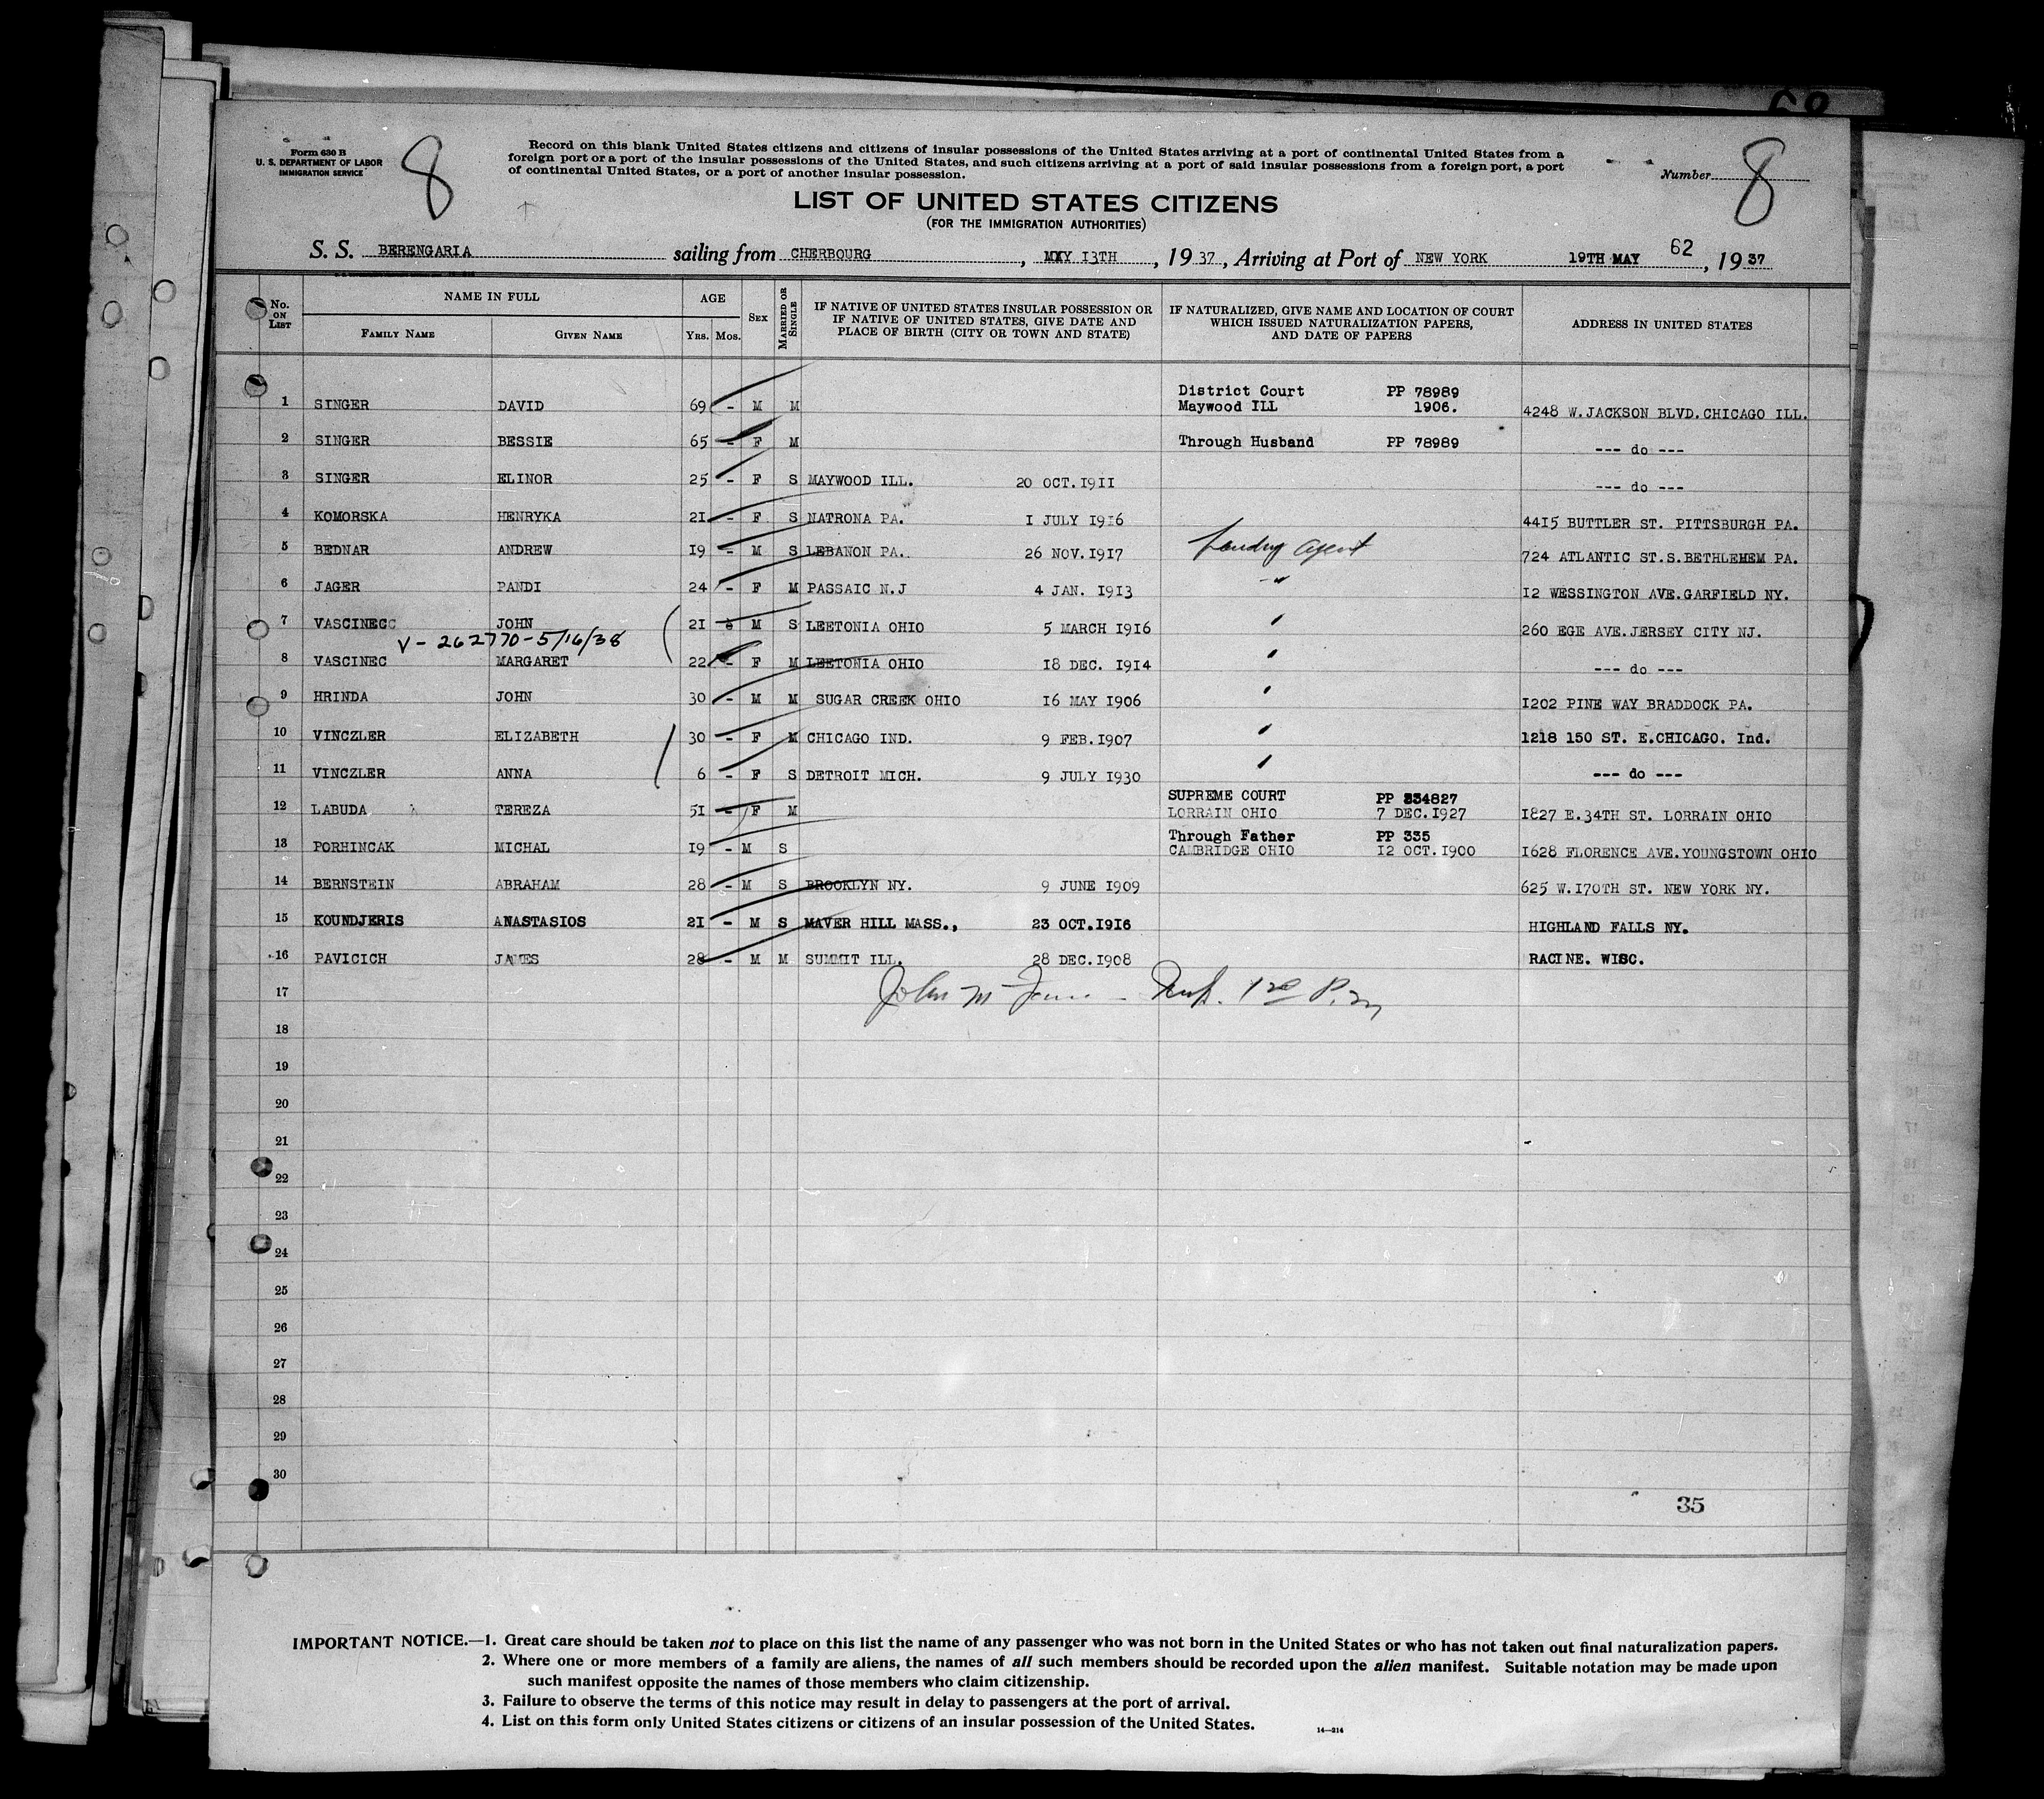 Form 630 B
U. S. DEPARTMENT OF LABOR
IMMIGRATION SERVICE
8
Record on this blank United States citizens and citizens of insular possessions of the United States arriving at a port of continental United States from a
foreign port or a port of the insular possessions of the United States, and such citizens arriving at a port of said insular possessions from a foreign port, a port
of continental United States, or a port of another insular possession.
Number 8
LIST OF UNITED STATES CITIZENS
(FOR THE IMMIGRATION AUTHORITIES)
S. S. BERENGARIA sailing from CHERBOURG, MAY 13TH, 1937, Arriving at Port of NEW YORK 19TH MAY 62, 1937
No. ON LIST
NAME IN FULL
FAMILY NAME
GIVEN NAME
AGE
YRS. MOS.
SEX
MARRIED OR SINGLE
IF NATIVE OF UNITED STATES INSULAR POSSESSION OR
IF NATIVE OF UNITED STATES, GIVE DATE AND
PLACE OF BIRTH (CITY OR TOWN AND STATE)
IF NATURALIZED, GIVE NAME AND LOCATION OF COURT
WHICH ISSUED NATURALIZATION PAPERS,
AND DATE OF PAPERS
ADDRESS IN UNITED STATES
District Court PP 78989
1 SINGER DAVID 69 - M M Maywood ILL 1906. 4248 W.JACKSON BLVD.CHICAGO ILL.
2 SINGER BESSIE 65 - F M Through Husband PP 78989 --- do ---
3 SINGER ELINOR 25 - F S MAYWOOD ILL. 20 OCT.1911 --- do ---
4 KOMORSKA HENRYKA 21 - F S NATRONA PA. 1 JULY 1916 4415 BUTTLER ST. PITTSBURGH PA.
5 BEDNAR ANDREW 19 - M S LEBANON PA. 26 NOV.1917 Landing agent 724 ATLANTIC ST.S.BETHLEHEM PA.
6 JAGER PANDI 24 - F M PASSAIC N.J 4 JAN. 1913 -" 12 WESSINGTON AVE.GARFIELD NY.
7 VASCINECC JOHN 21 - M S LEETONIA OHIO 5 MARCH 1916 " 260 EGE AVE.JERSEY CITY NJ.
V - 262770 - 5/16/38
8 VASCINEC MARGARET 22 - F M LEETONIA OHIO 18 DEC. 1914 " --- do ---
9 HRINDA JOHN 30 - M M SUGAR CREEK OHIO 16 MAY 1906 " 1202 PINE WAY BRADDOCK PA.
10 VINCZLER ELIZABETH 30 - F M CHICAGO IND. 9 FEB.1907 " 1218 150 ST. E.CHICAGO. Ind.
11 VINCZLER ANNA 6 - F S DETROIT MICH. 9 JULY 1930 " --- do ---
SUPREME COURT PP 334827
12 LABUDA TEREZA 51 - F M LORRAIN OHIO 7 DEC.1927 1827 E.34TH ST. LORRAIN OHIO
Through Father PP 335
13 PORHINCAK MICHAL 19 - M S CAMBRIDGE OHIO 12 OCT.1900 1628 FLORENCE AVE.YOUNGSTOWN OHIO
14 BERNSTEIN ABRAHAM 28 - M S BROOKLYN NY. 9 JUNE 1909 625 W.170TH ST. NEW YORK NY.
15 KOUNDJERIS ANASTASIOS 21 - M S MAVER HILL MASS., 23 OCT.1916 HIGHLAND FALLS NY.
16 PAVICICH JAMES 28 - M M SUMMIT ILL. 28 DEC.1908 RACINE. WISC.
17 John M
18
19
20
21
22
23
24
25
26
27
28
29
30
35
IMPORTANT NOTICE.—1. Great care should be taken not to place on this list the name of any passenger who was not born in the United States or who has not taken out final naturalization papers.
2. Where one or more members of a family are aliens, the names of all such members should be recorded upon the alien manifest. Suitable notation may be made upon
such manifest opposite the names of those members who claim citizenship.
3. Failure to observe the terms of this notice may result in delay to passengers at the port of arrival.
4. List on this form only United States citizens or citizens of an insular possession of the United States.
14—214